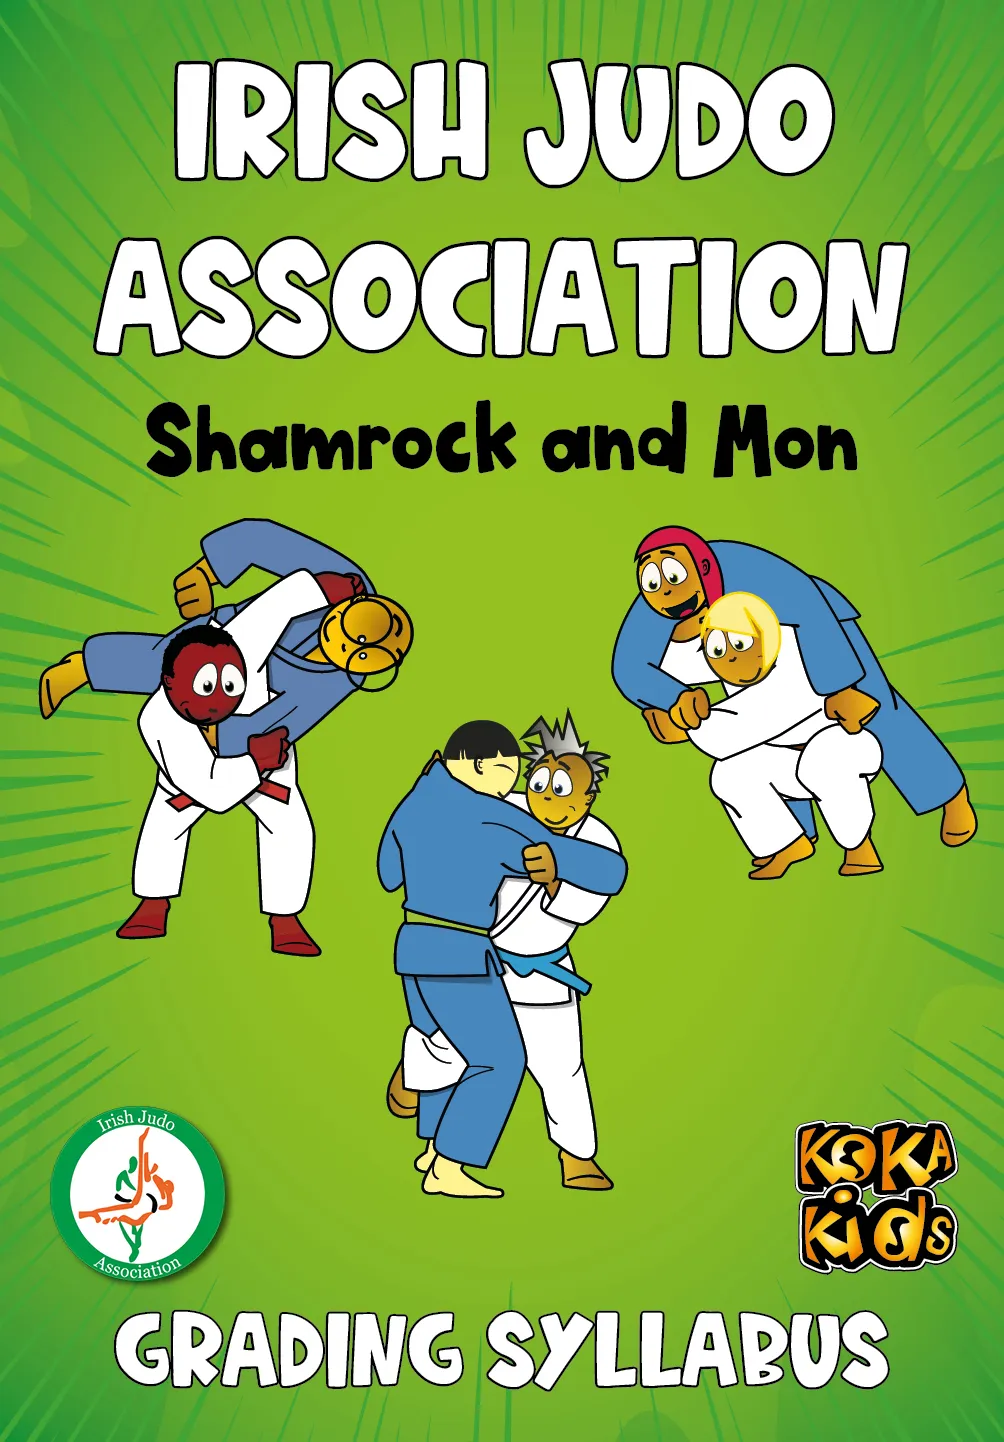 IRISH JUDO
ASSOCIATION
Shamrock and Mon
Irish Judo
Association
KOKA
KiDS
GRADING SYLLABUS